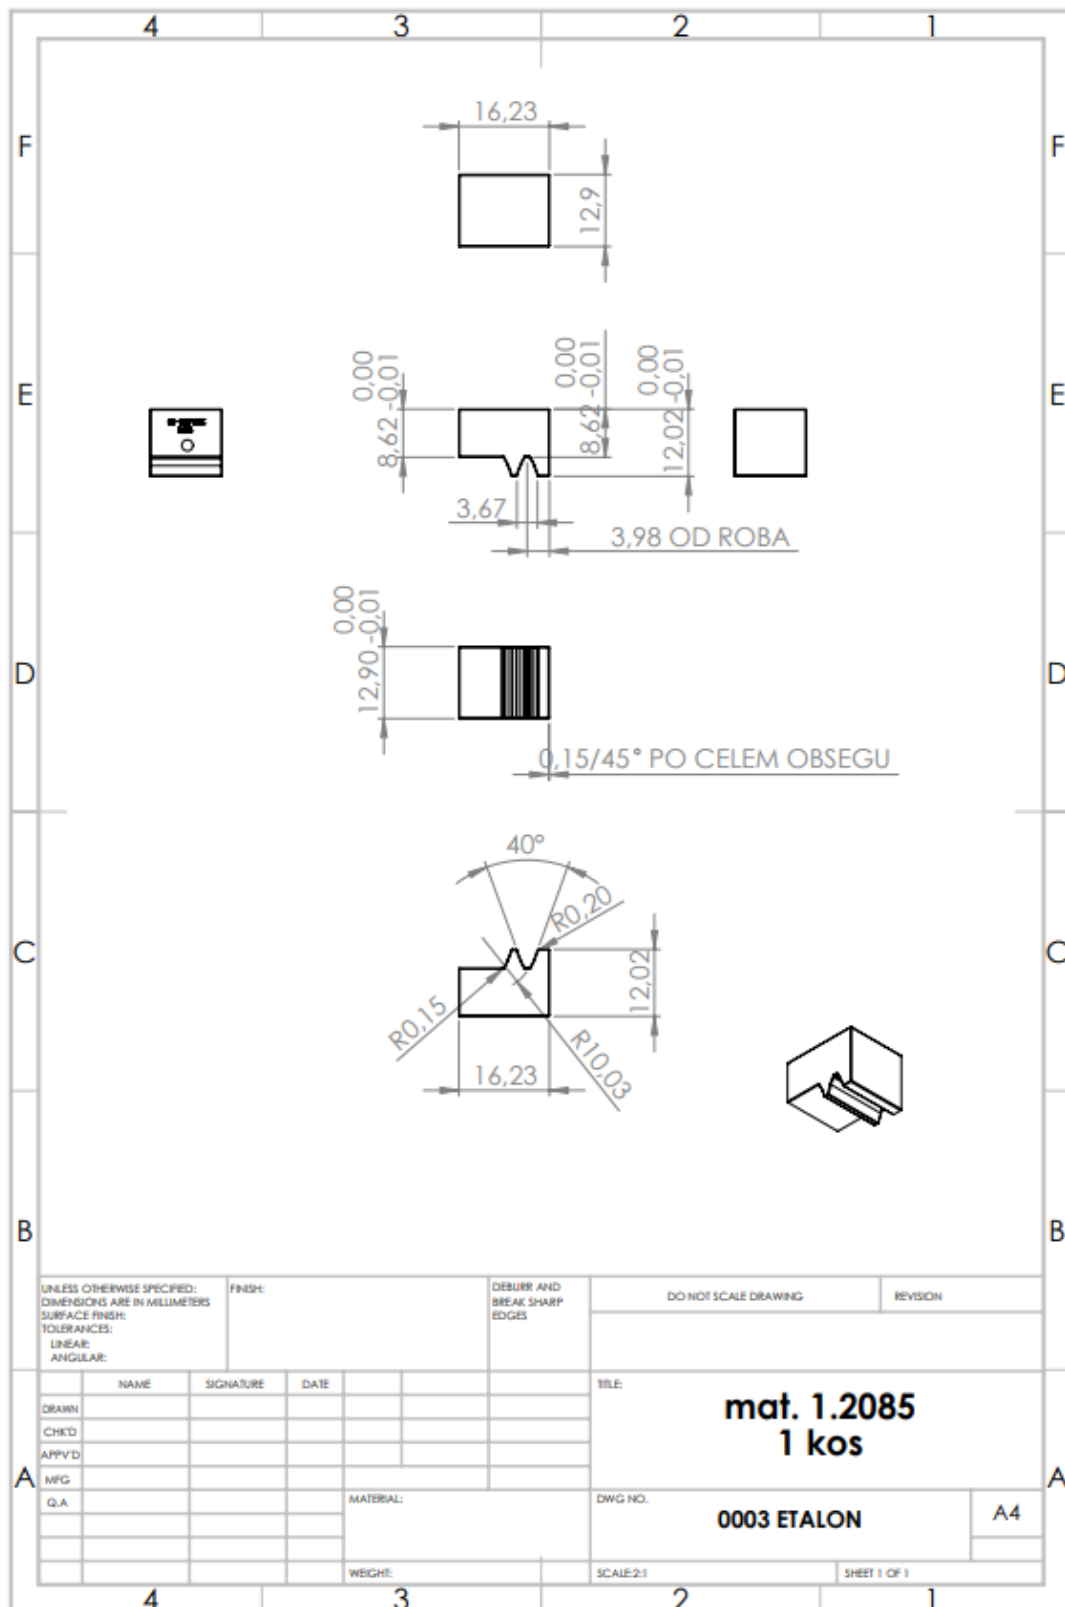 4 3 2 1
16,23
F F
12,9
0,00
8,62 -0,01
0,00
8,62 -0,01
0,00
12,02 -0,01
E E
3,67
3,98 OD ROBA
0,00
12,90 -0,01
D D
0,15/45° PO CELEM OBSEGU
40°
R0,20
C C
12,02
R0,15
R10,03
16,23
B B
UNLESS OTHERWISE SPECIFIED:
DIMENSIONS ARE IN MILLIMETERS
SURFACE FINISH:
TOLERANCES:
LINEAR:
ANGULAR:
FINISH:
DEBURR AND
BREAK SHARP
EDGES
DO NOT SCALE DRAWING
REVISION
NAME SIGNATURE DATE
DRAWN
CHK'D
APPV'D
MFG
Q.A
TITLE:
mat. 1.2085
1 kos
A A
MATERIAL:
DWG NO.
0003 ETALON
A4
WEIGHT:
SCALE:2:1
SHEET 1 OF 1
4 3 2 1